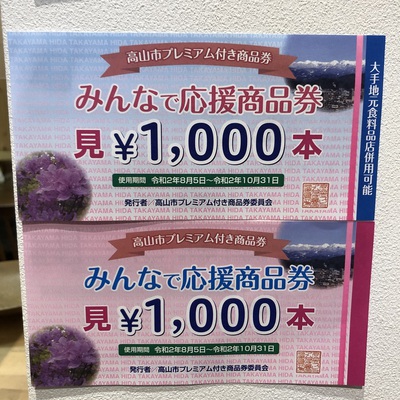 高山市プレミアム付き商品券
みんなで応援商品券
見 ¥1,000 本
使用期間 令和2年8月5日~令和2年10月31日
発行者 高山市プレミアム付き商品券委員会
大手地元食料品店併用可能
高山市プレミアム付き商品券
みんなで応援商品券
見 ¥1,000 本
使用期間 令和2年8月5日~令和2年10月31日
発行者 高山市プレミアム付き商品券委員会
HIDA TAKAYAMA